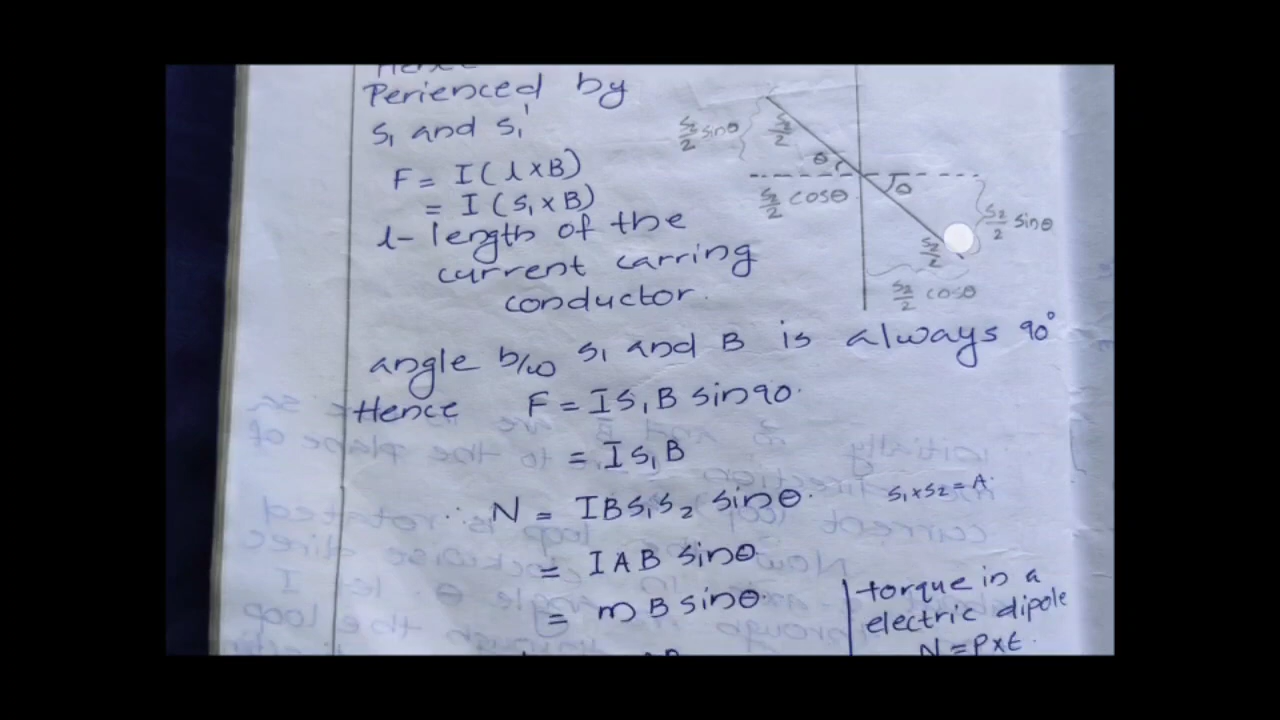 Perienced by
s₁ and s₁'
F = I(l×B)
= I(s₁×B)
l- length of the
current carring
conductor.
s₂/2 sinθ
s₂/2
θ
s₂/2 cosθ
θ
s₂/2 sinθ
s₂/2
s₂/2 cosθ
angle b/w s₁ and B is always 90°
Hence F = Is₁B sin90.
= Is₁B
∴ N = IBs₁s₂ sinθ. s₁×s₂=A.
= IAB sinθ.
= mB sinθ.
torque in a
electric dipole
N = P×E.